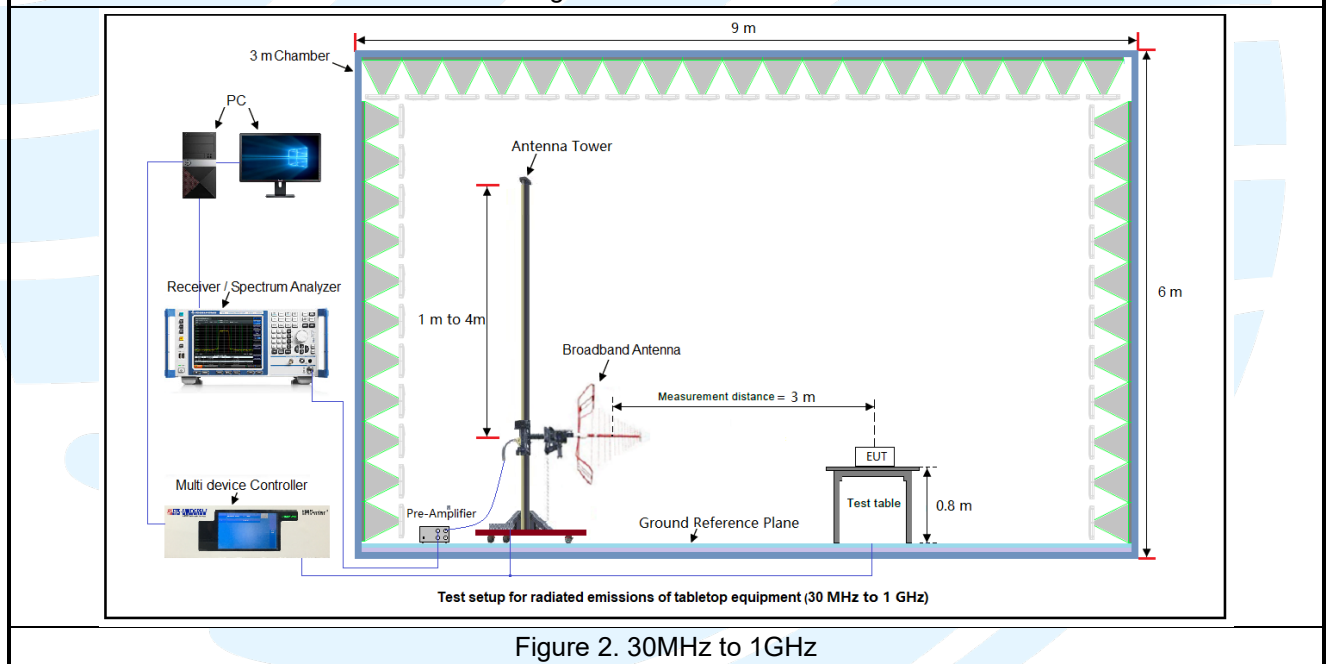 9 m
3 m Chamber
PC
Antenna Tower
Receiver / Spectrum Analyzer
6 m
1 m to 4m
Broadband Antenna
Measurement distance = 3 m
EUT
Multi device Controller
Pre-Amplifier
Test table
0.8 m
Ground Reference Plane
Test setup for radiated emissions of tabletop equipment (30 MHz to 1 GHz)
Figure 2. 30MHz to 1GHz